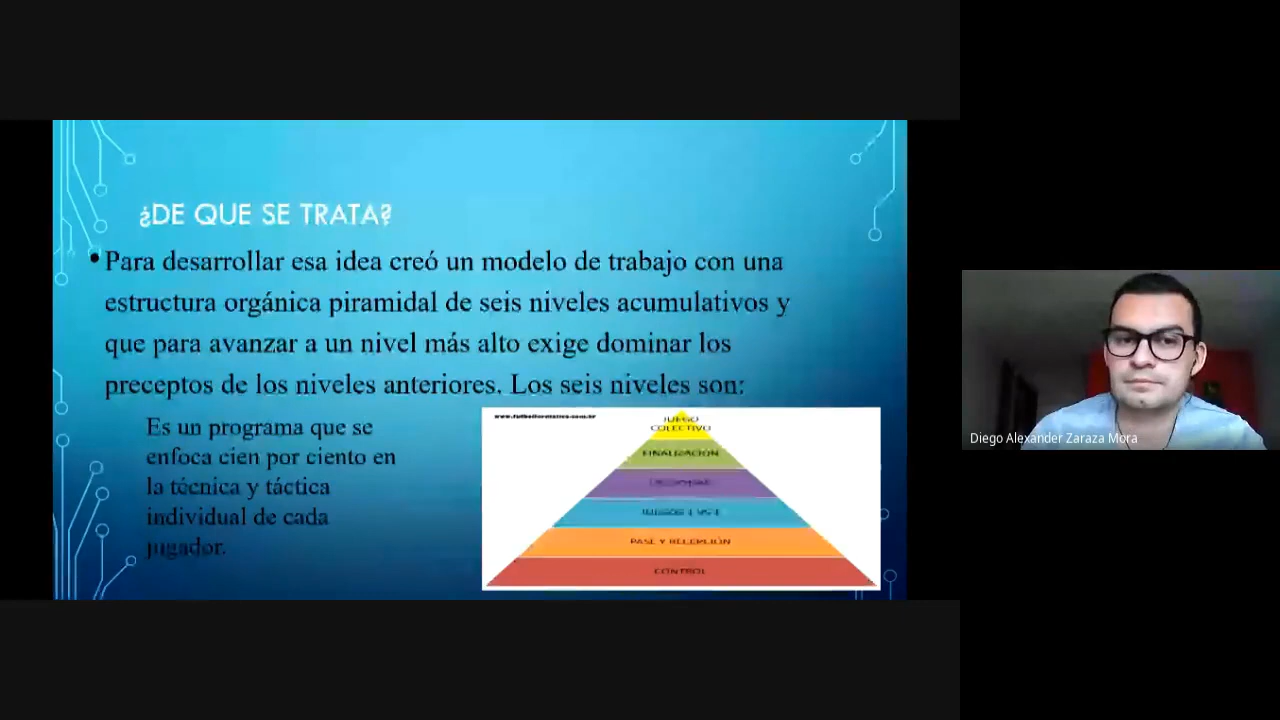 ¿DE QUE SE TRATA?
• Para desarrollar esa idea creó un modelo de trabajo con una
estructura orgánica piramidal de seis niveles acumulativos y
que para avanzar a un nivel más alto exige dominar los
preceptos de los niveles anteriores. Los seis niveles son:
Es un programa que se
enfoca cien por ciento en
la técnica y táctica
individual de cada
jugador.
JUEGO
COLECTIVO
FINALIZACIÓN
1 VS 1
PASE Y RECEPCIÓN
CONTROL
Diego Alexander Zaraza Mora